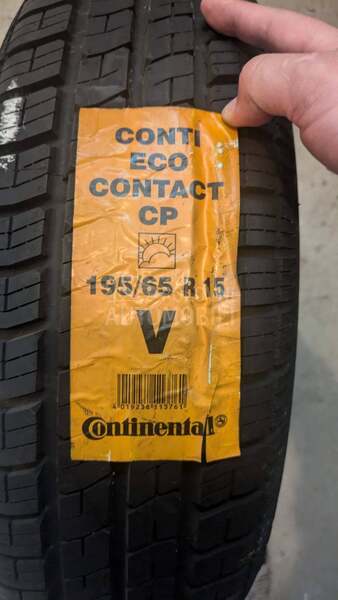 CONTI
ECO
CONTACT
CP
195/65 R 15
V
Continental